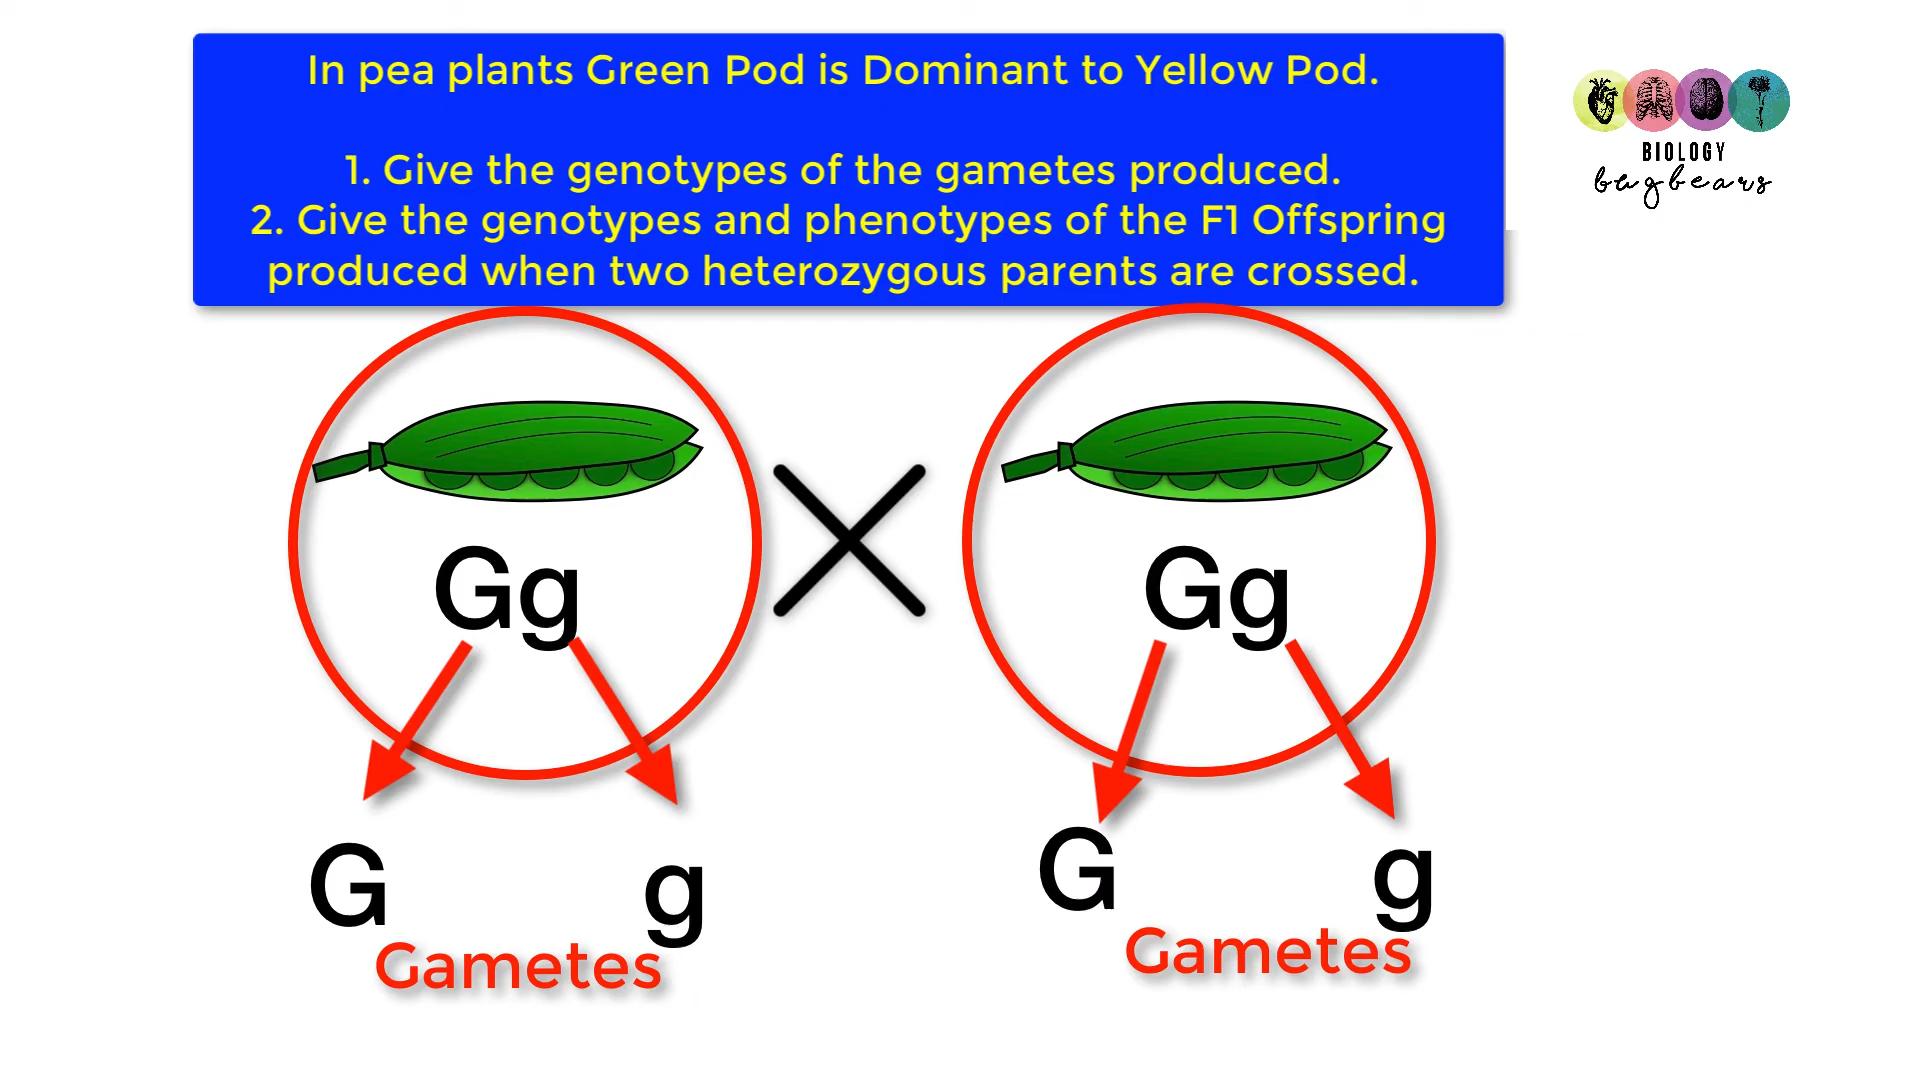 In pea plants Green Pod is Dominant to Yellow Pod.
1. Give the genotypes of the gametes produced.
2. Give the genotypes and phenotypes of the F1 Offspring
produced when two heterozygous parents are crossed.
BIOLOGY
bugbears
Gg
Gg
G g
Gametes
G g
Gametes